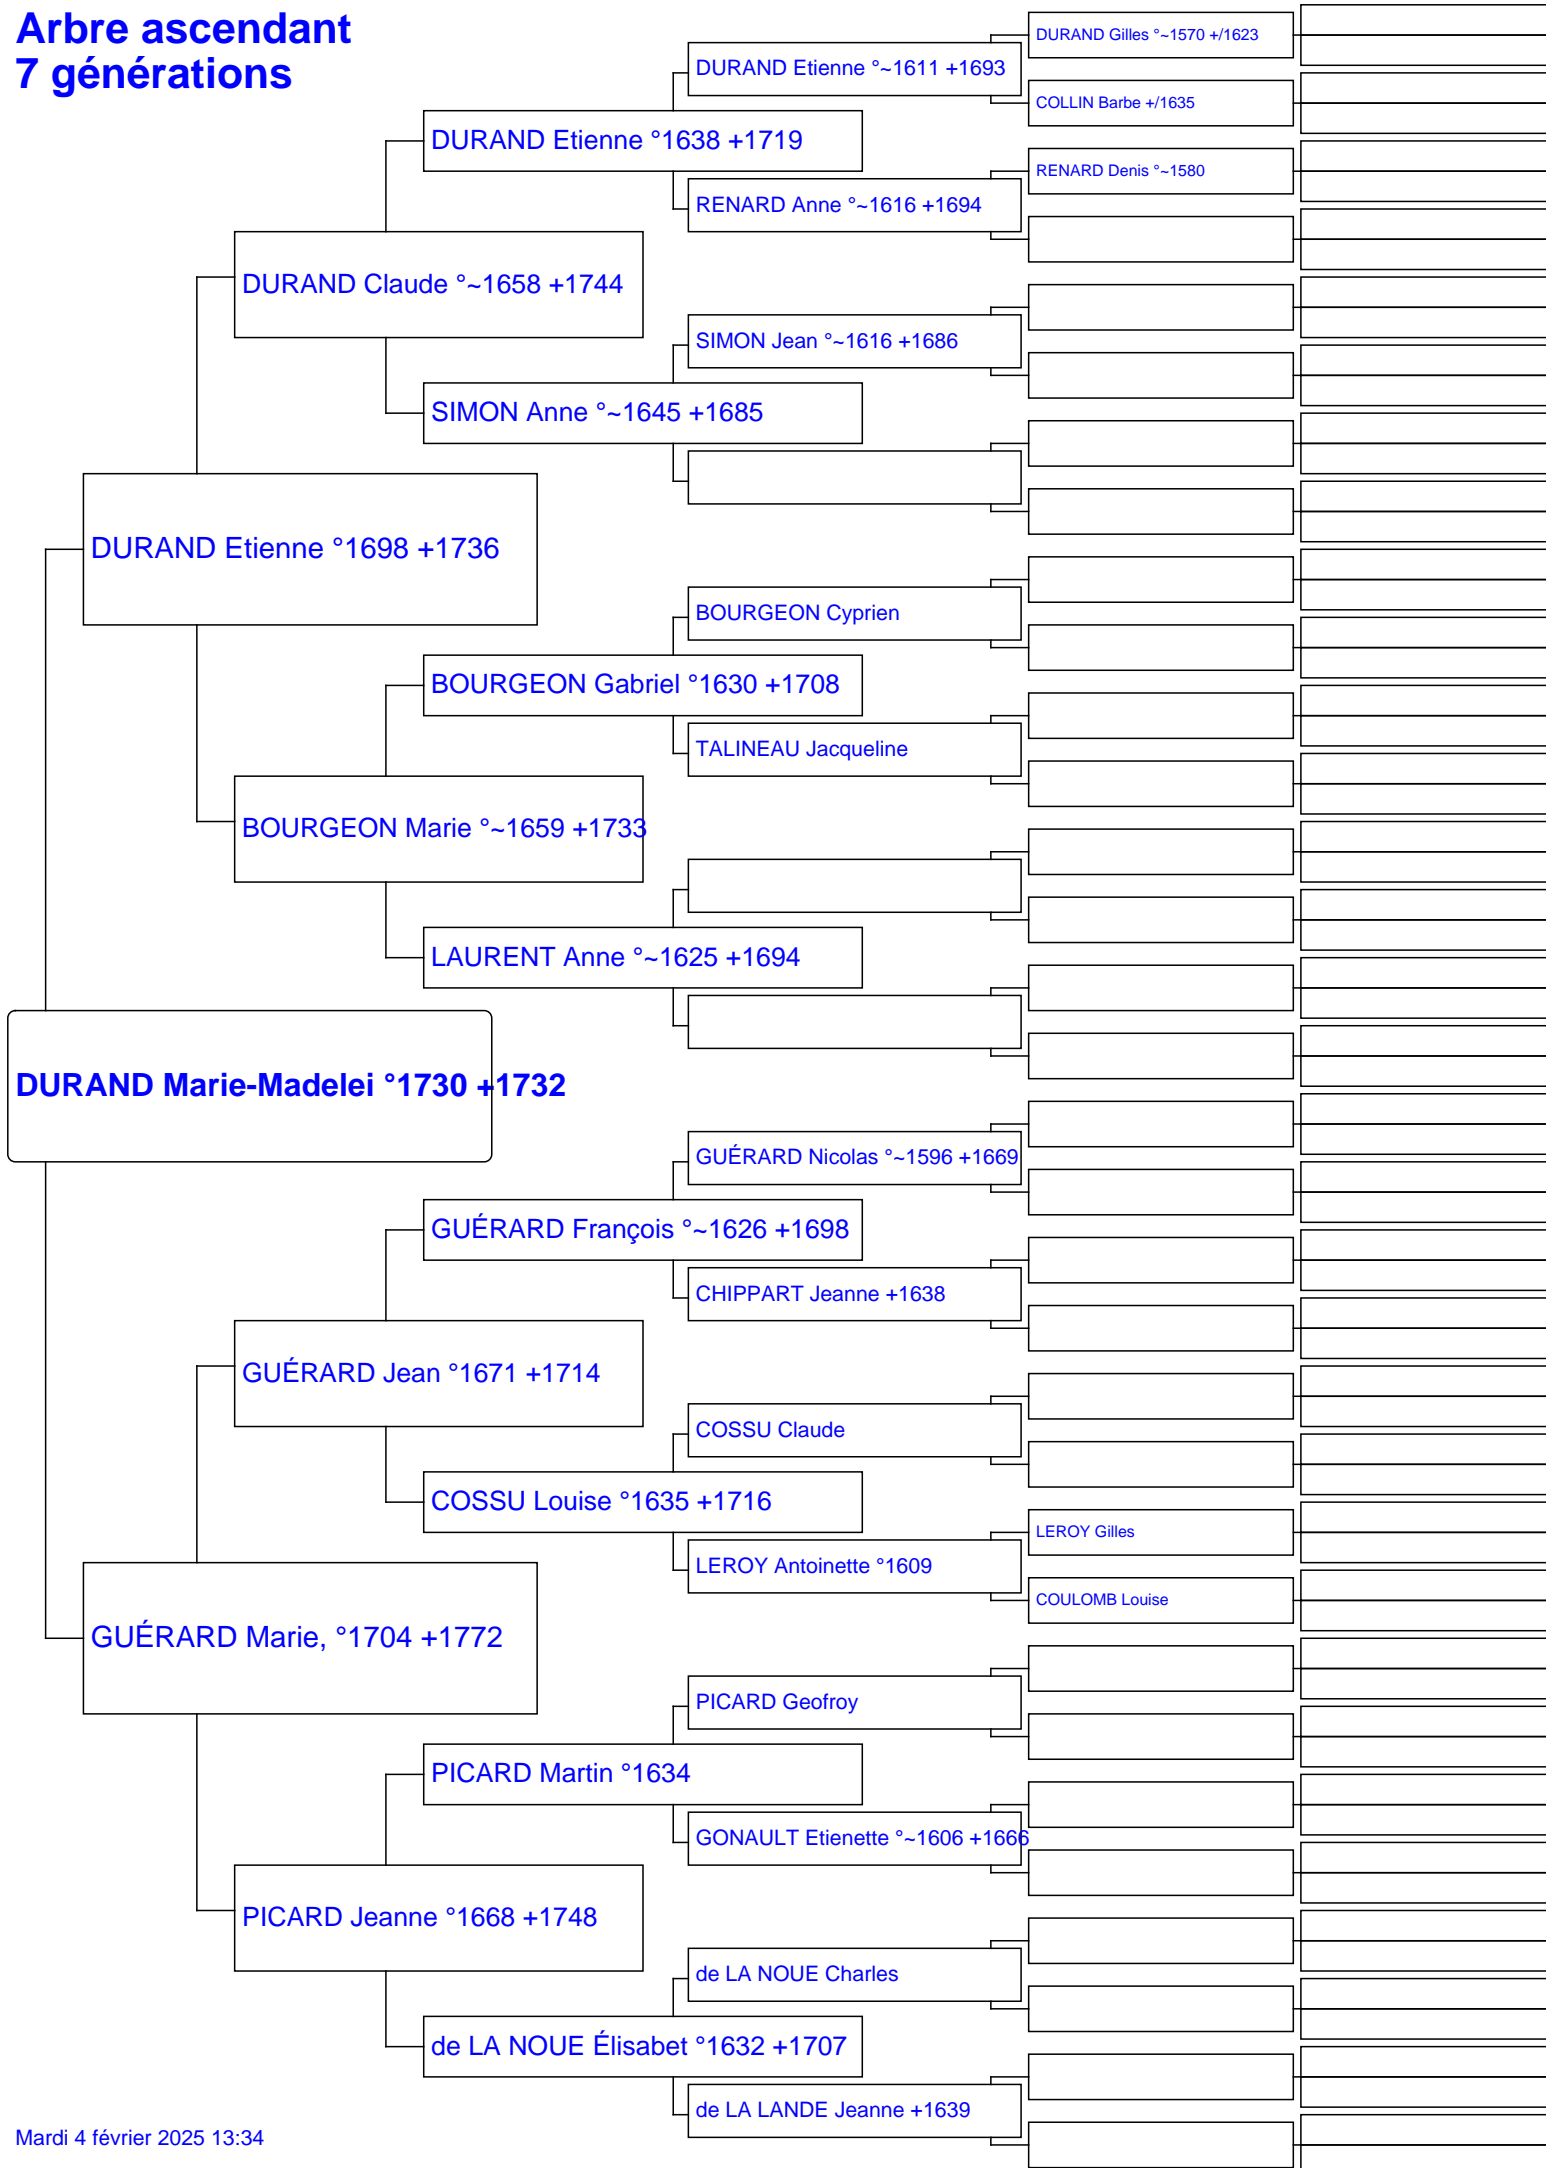 Arbre ascendant
7 générations
DURAND Gilles °~1570 +/1623
DURAND Etienne °~1611 +1693
COLLIN Barbe +/1635
DURAND Etienne °1638 +1719
RENARD Denis °~1580
RENARD Anne °~1616 +1694
DURAND Claude °~1658 +1744
SIMON Jean °~1616 +1686
SIMON Anne °~1645 +1685
DURAND Etienne °1698 +1736
BOURGEON Cyprien
BOURGEON Gabriel °1630 +1708
TALINEAU Jacqueline
BOURGEON Marie °~1659 +1733
LAURENT Anne °~1625 +1694
DURAND Marie-Madelei °1730 +1732
GUÉRARD Nicolas °~1596 +1669
GUÉRARD François °~1626 +1698
CHIPPART Jeanne +1638
GUÉRARD Jean °1671 +1714
COSSU Claude
COSSU Louise °1635 +1716
LEROY Gilles
LEROY Antoinette °1609
COULOMB Louise
GUÉRARD Marie, °1704 +1772
PICARD Geofroy
PICARD Martin °1634
GONAULT Etienette °~1606 +1666
PICARD Jeanne °1668 +1748
de LA NOUE Charles
de LA NOUE Élisabet °1632 +1707
de LA LANDE Jeanne +1639
Mardi 4 février 2025 13:34